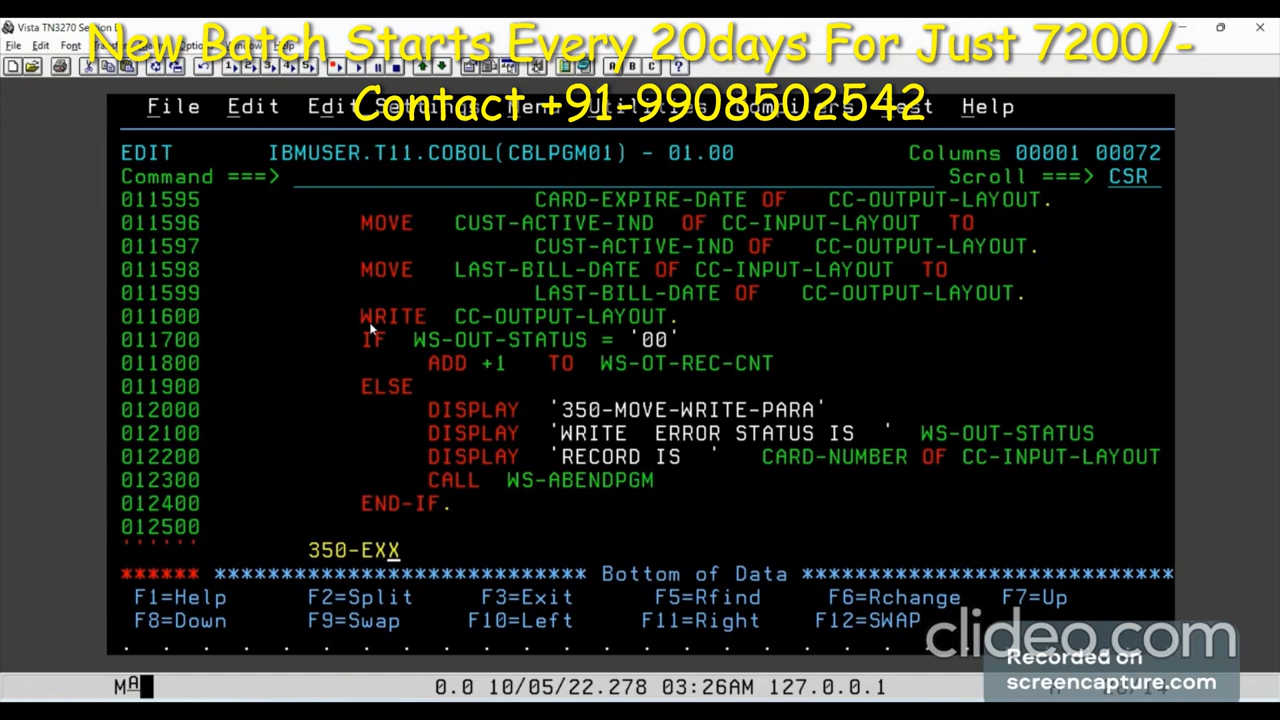 Vista TN3270 Session
New Batch Starts Every 20days For Just 7200/-
File Edit Font
Contact +91-9908502542
File Edit Edit Settings Menu Utilities Compilers Test Help
EDIT IBMUSER.T11.COBOL(CBLPGM01) - 01.00 Columns 00001 00072
Command ===> Scroll ===> CSR
011595 CARD-EXPIRE-DATE OF CC-OUTPUT-LAYOUT.
011596 MOVE CUST-ACTIVE-IND OF CC-INPUT-LAYOUT TO
011597 CUST-ACTIVE-IND OF CC-OUTPUT-LAYOUT.
011598 MOVE LAST-BILL-DATE OF CC-INPUT-LAYOUT TO
011599 LAST-BILL-DATE OF CC-OUTPUT-LAYOUT.
011600 WRITE CC-OUTPUT-LAYOUT.
011700 IF WS-OUT-STATUS = '00'
011800 ADD +1 TO WS-OT-REC-CNT
011900 ELSE
012000 DISPLAY '350-MOVE-WRITE-PARA'
012100 DISPLAY 'WRITE ERROR STATUS IS ' WS-OUT-STATUS
012200 DISPLAY 'RECORD IS ' CARD-NUMBER OF CC-INPUT-LAYOUT
012300 CALL WS-ABENDPGM
012400 END-IF.
012500
'''''' 350-EXX
****** **************************** Bottom of Data ****************************
F1=Help F2=Split F3=Exit F5=Rfind F6=Rchange F7=Up
F8=Down F9=Swap F10=Left F11=Right F12=SWAP
clideo.com
Recorded on
screencapture.com
MA 0.0 10/05/22.278 03:26AM 127.0.0.1